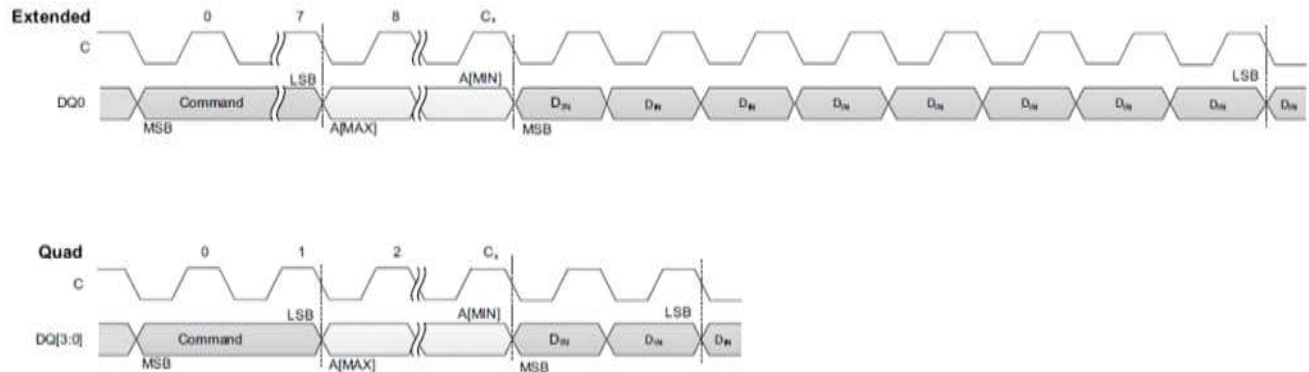 Extended
0 7 8 Cx
C
LSB A[MIN] LSB
DQ0 Command DIN DIN DIN DIN DIN DIN DIN DIN DIN
MSB A[MAX] MSB
Quad
0 1 2 Cx
C
LSB A[MIN] LSB
DQ[3:0] Command DIN DIN DIN
MSB A[MAX] MSB